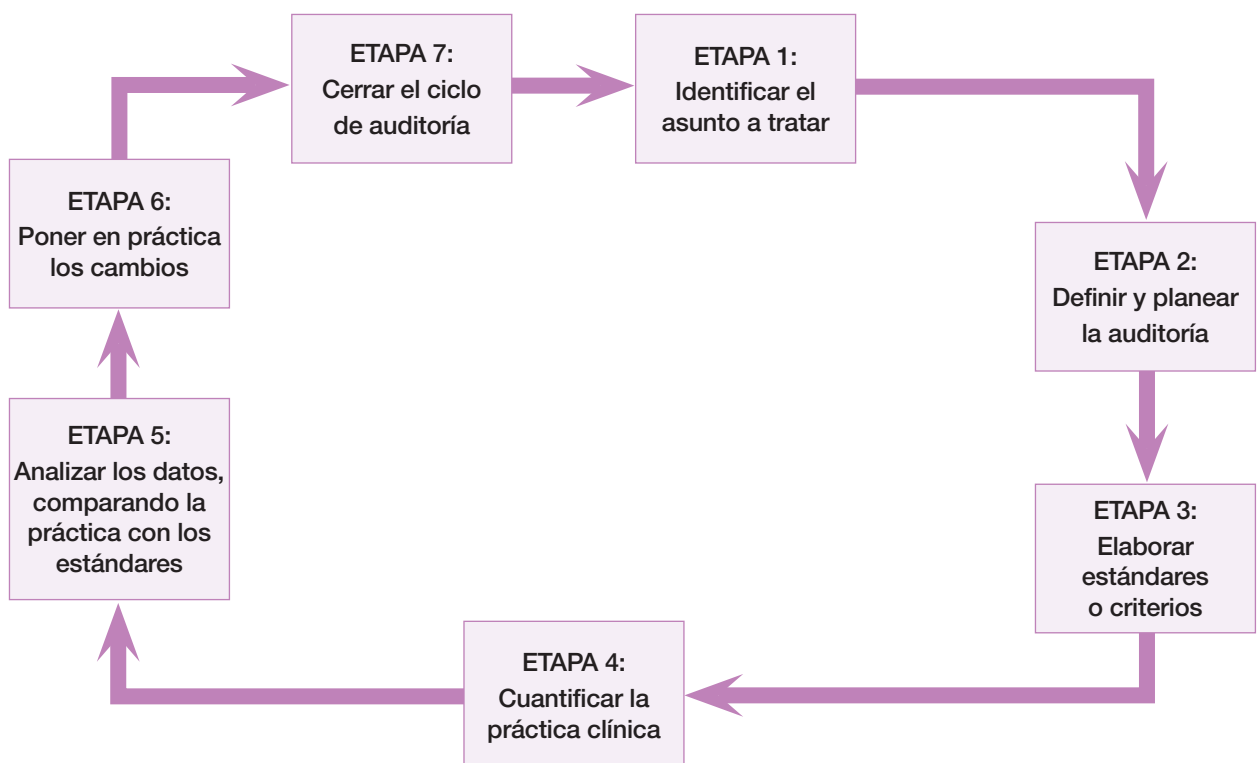 ETAPA 1:
Identificar el
asunto a tratar
ETAPA 2:
Definir y planear
la auditoría
ETAPA 3:
Elaborar
estándares
o criterios
ETAPA 4:
Cuantificar la
práctica clínica
ETAPA 5:
Analizar los datos,
comparando la
práctica con los
estándares
ETAPA 6:
Poner en práctica
los cambios
ETAPA 7:
Cerrar el ciclo
de auditoría